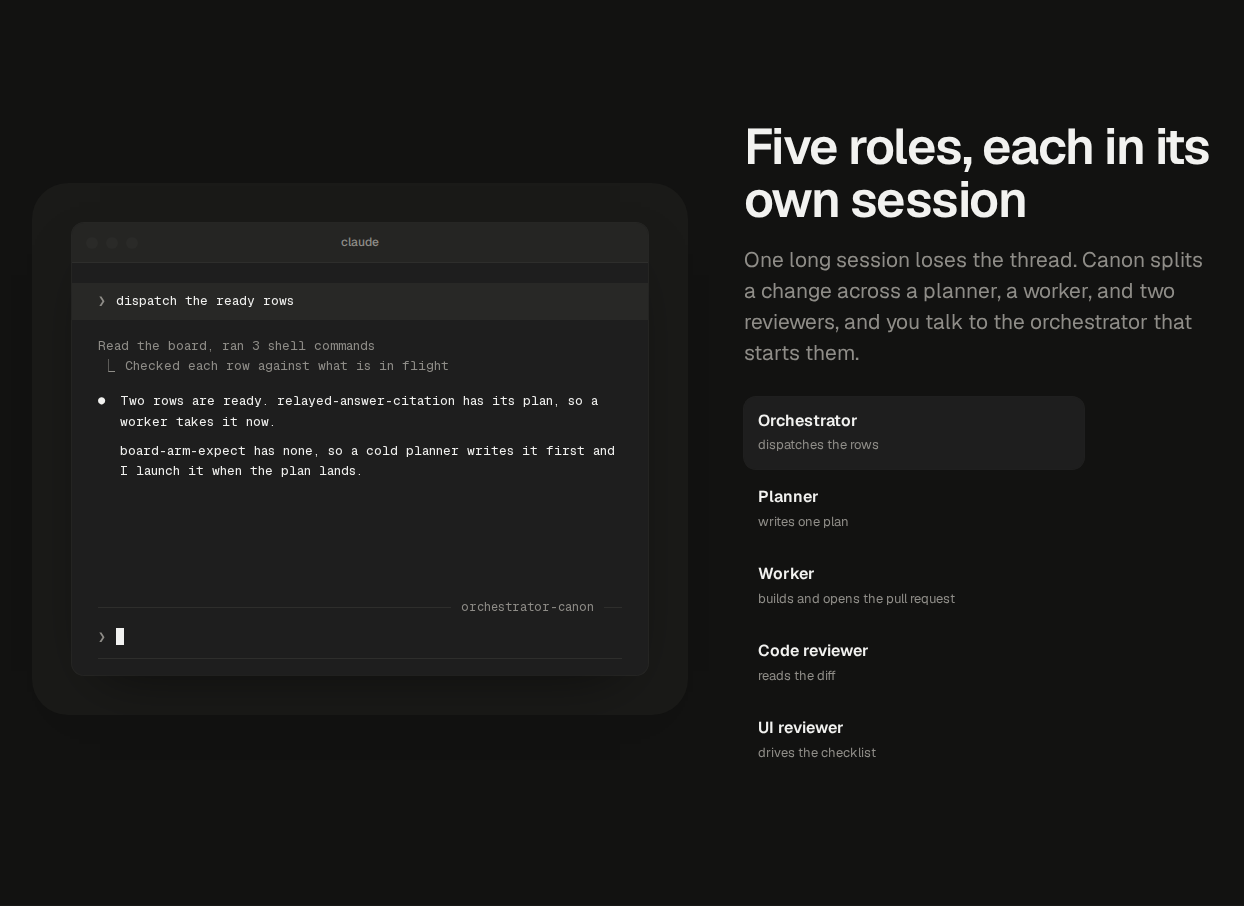 claude
❯ dispatch the ready rows
Read the board, ran 3 shell commands
⎿ Checked each row against what is in flight
● Two rows are ready. relayed-answer-citation has its plan, so a
worker takes it now.
board-arm-expect has none, so a cold planner writes it first and
I launch it when the plan lands.
orchestrator-canon
❯
Five roles, each in its
own session
One long session loses the thread. Canon splits
a change across a planner, a worker, and two
reviewers, and you talk to the orchestrator that
starts them.
Orchestrator
dispatches the rows
Planner
writes one plan
Worker
builds and opens the pull request
Code reviewer
reads the diff
UI reviewer
drives the checklist